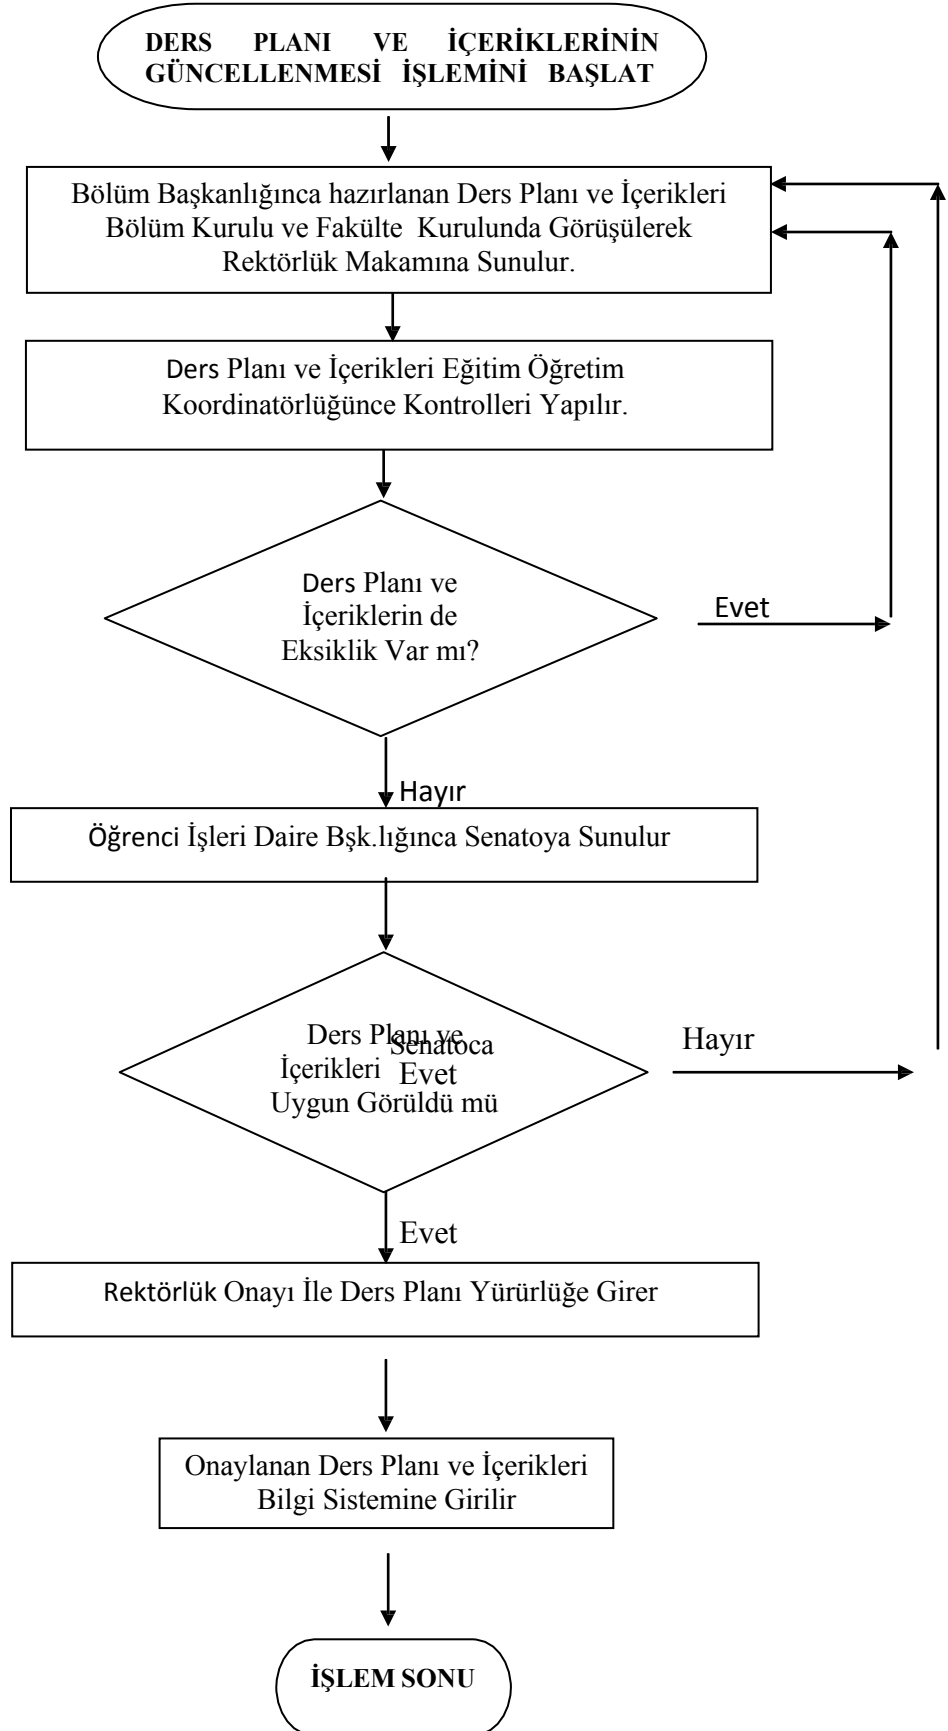 DERS PLANI VE İÇERİKLERİNİN
GÜNCELLENMESİ İŞLEMİNİ BAŞLAT
Bölüm Başkanlığınca hazırlanan Ders Planı ve İçerikleri
Bölüm Kurulu ve Fakülte Kurulunda Görüşülerek
Rektörlük Makamına Sunulur.
Ders Planı ve İçerikleri Eğitim Öğretim
Koordinatörlüğünce Kontrolleri Yapılır.
Ders Planı ve
İçeriklerin de
Eksiklik Var mı?
Evet
Hayır
Öğrenci İşleri Daire Bşk.lığınca Senatoya Sunulur
Ders Planı ve
Senatoca
İçerikleri
Evet
Uygun Görüldü mü
Hayır
Evet
Rektörlük Onayı İle Ders Planı Yürürlüğe Girer
Onaylanan Ders Planı ve İçerikleri
Bilgi Sistemine Girilir
İŞLEM SONU